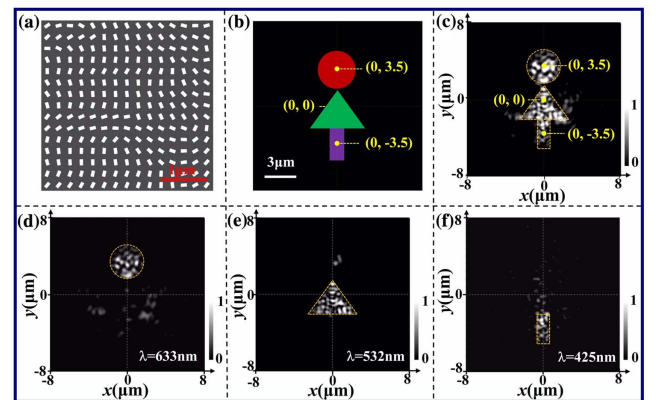 (a)
1μm
(b)
(0, 3.5)
(0, 0)
(0, -3.5)
3μm
(c)
8
y(μm)
0
-8
-8
0
8
x(μm)
(0, 3.5)
(0, 0)
(0, -3.5)
1
0
(d)
8
y(μm)
0
-8
-8
0
8
x(μm)
1
0
λ=633nm
(e)
8
y(μm)
0
-8
-8
0
8
x(μm)
1
0
λ=532nm
(f)
8
y(μm)
0
-8
-8
0
8
x(μm)
1
0
λ=425nm